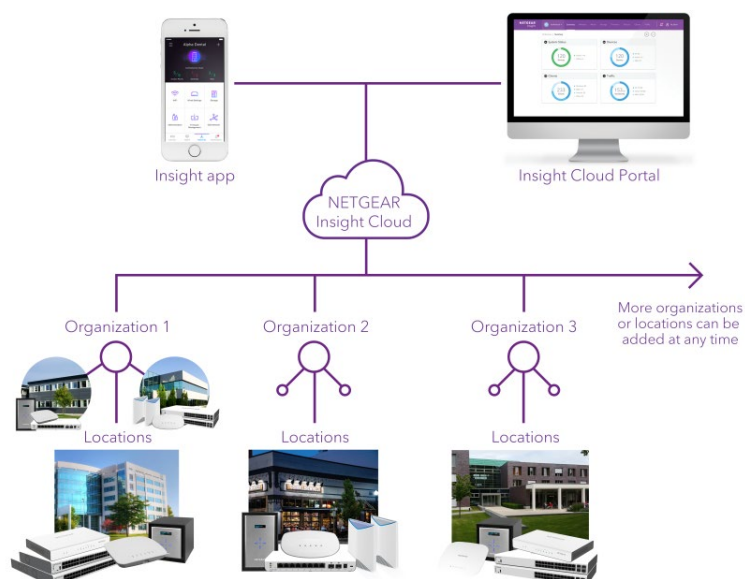 Insight app
Insight Cloud Portal
NETGEAR
Insight Cloud
Organization 1
Organization 2
Organization 3
More organizations
or locations can be
added at any time
Locations
Locations
Locations